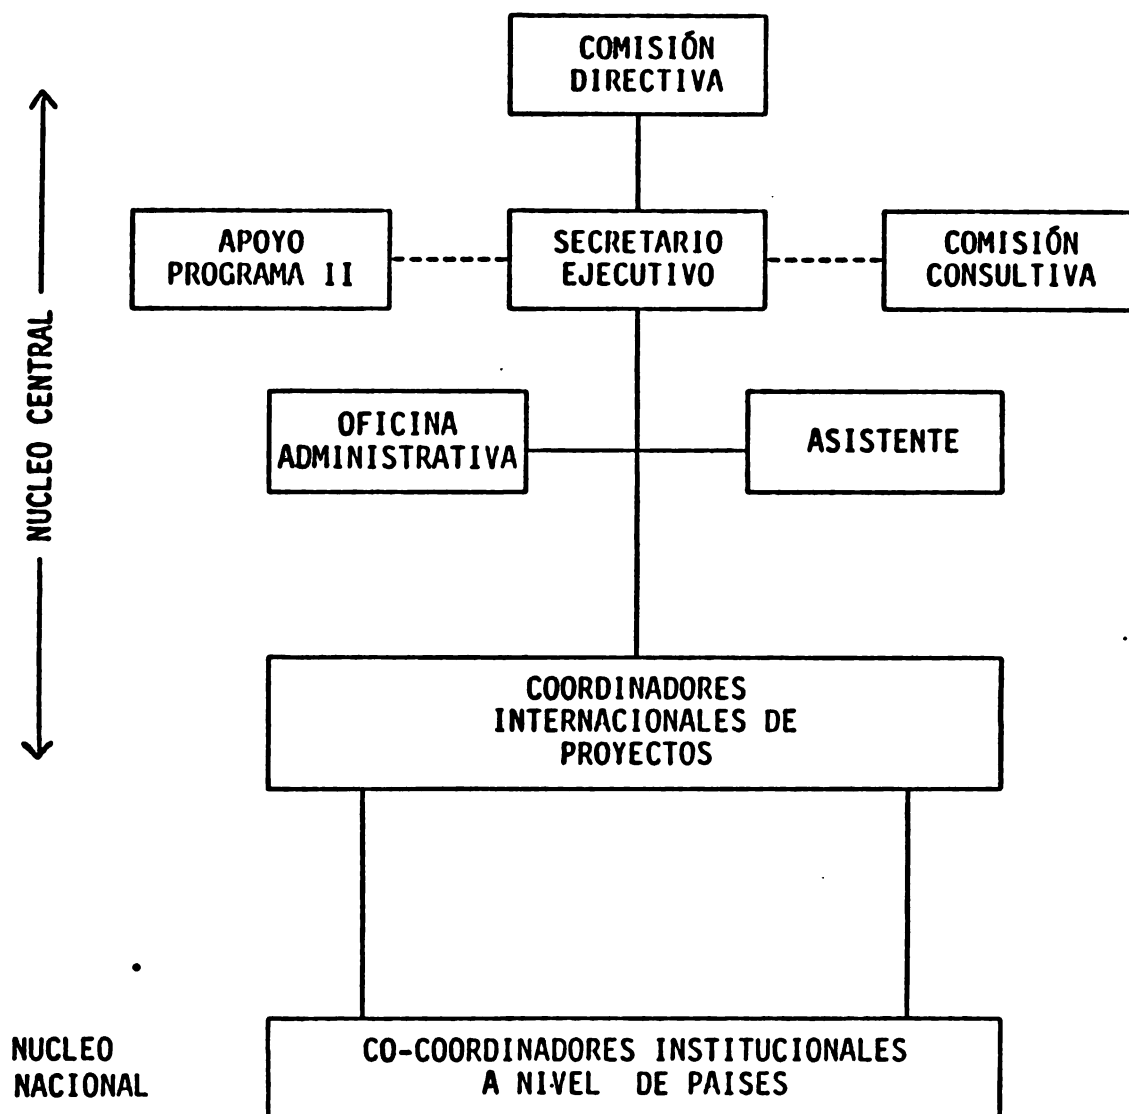 COMISIÓN
DIRECTIVA
APOYO
PROGRAMA II
SECRETARIO
EJECUTIVO
COMISIÓN
CONSULTIVA
NUCLEO CENTRAL
OFICINA
ADMINISTRATIVA
ASISTENTE
COORDINADORES
INTERNACIONALES DE
PROYECTOS
NUCLEO
NACIONAL
CO-COORDINADORES INSTITUCIONALES
A NIVEL DE PAISES